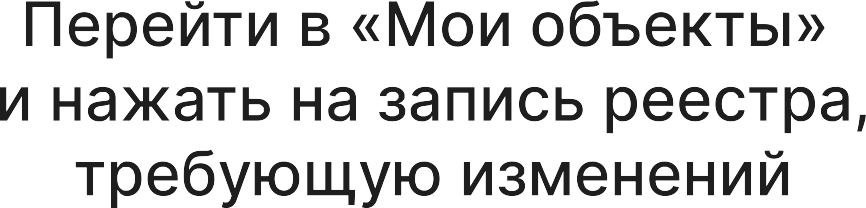 Перейти в «Мои объекты»
и нажать на запись реестра,
требующую изменений